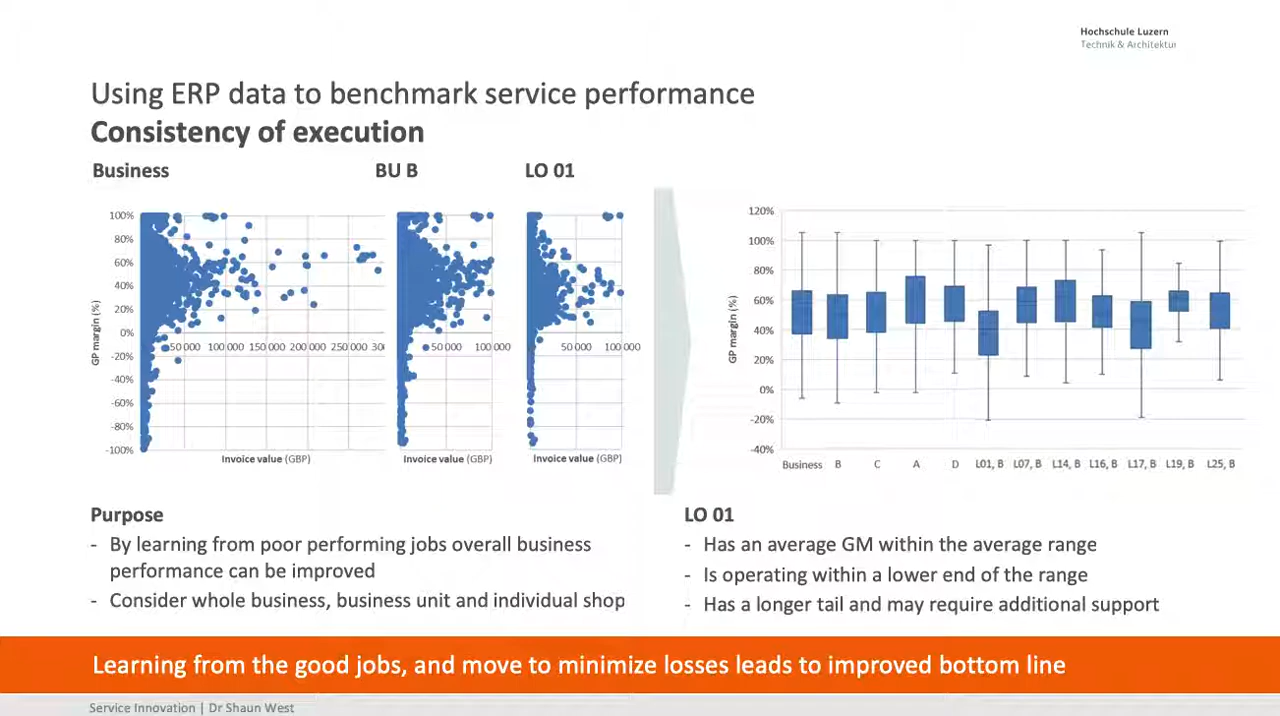 Hochschule Luzern
Technik & Architektur
Using ERP data to benchmark service performance
Consistency of execution
Business BU B LO 01
100%
80%
60%
40%
20%
0%
-20%
-40%
-60%
-80%
-100%
GP margin (%)
50 000 100 000 150 000 200 000 250 000 30
Invoice value (GBP)
50 000 100 000
Invoice value (GBP)
50 000 100 000
Invoice value (GBP)
120%
100%
80%
60%
40%
20%
0%
-20%
-40%
GP margin (%)
Business B C A D L01, B L07, B L14, B L16, B L17, B L19, B L25, B
Purpose
- By learning from poor performing jobs overall business
performance can be improved
- Consider whole business, business unit and individual shop
LO 01
- Has an average GM within the average range
- Is operating within a lower end of the range
- Has a longer tail and may require additional support
Learning from the good jobs, and move to minimize losses leads to improved bottom line
Service Innovation | Dr Shaun West